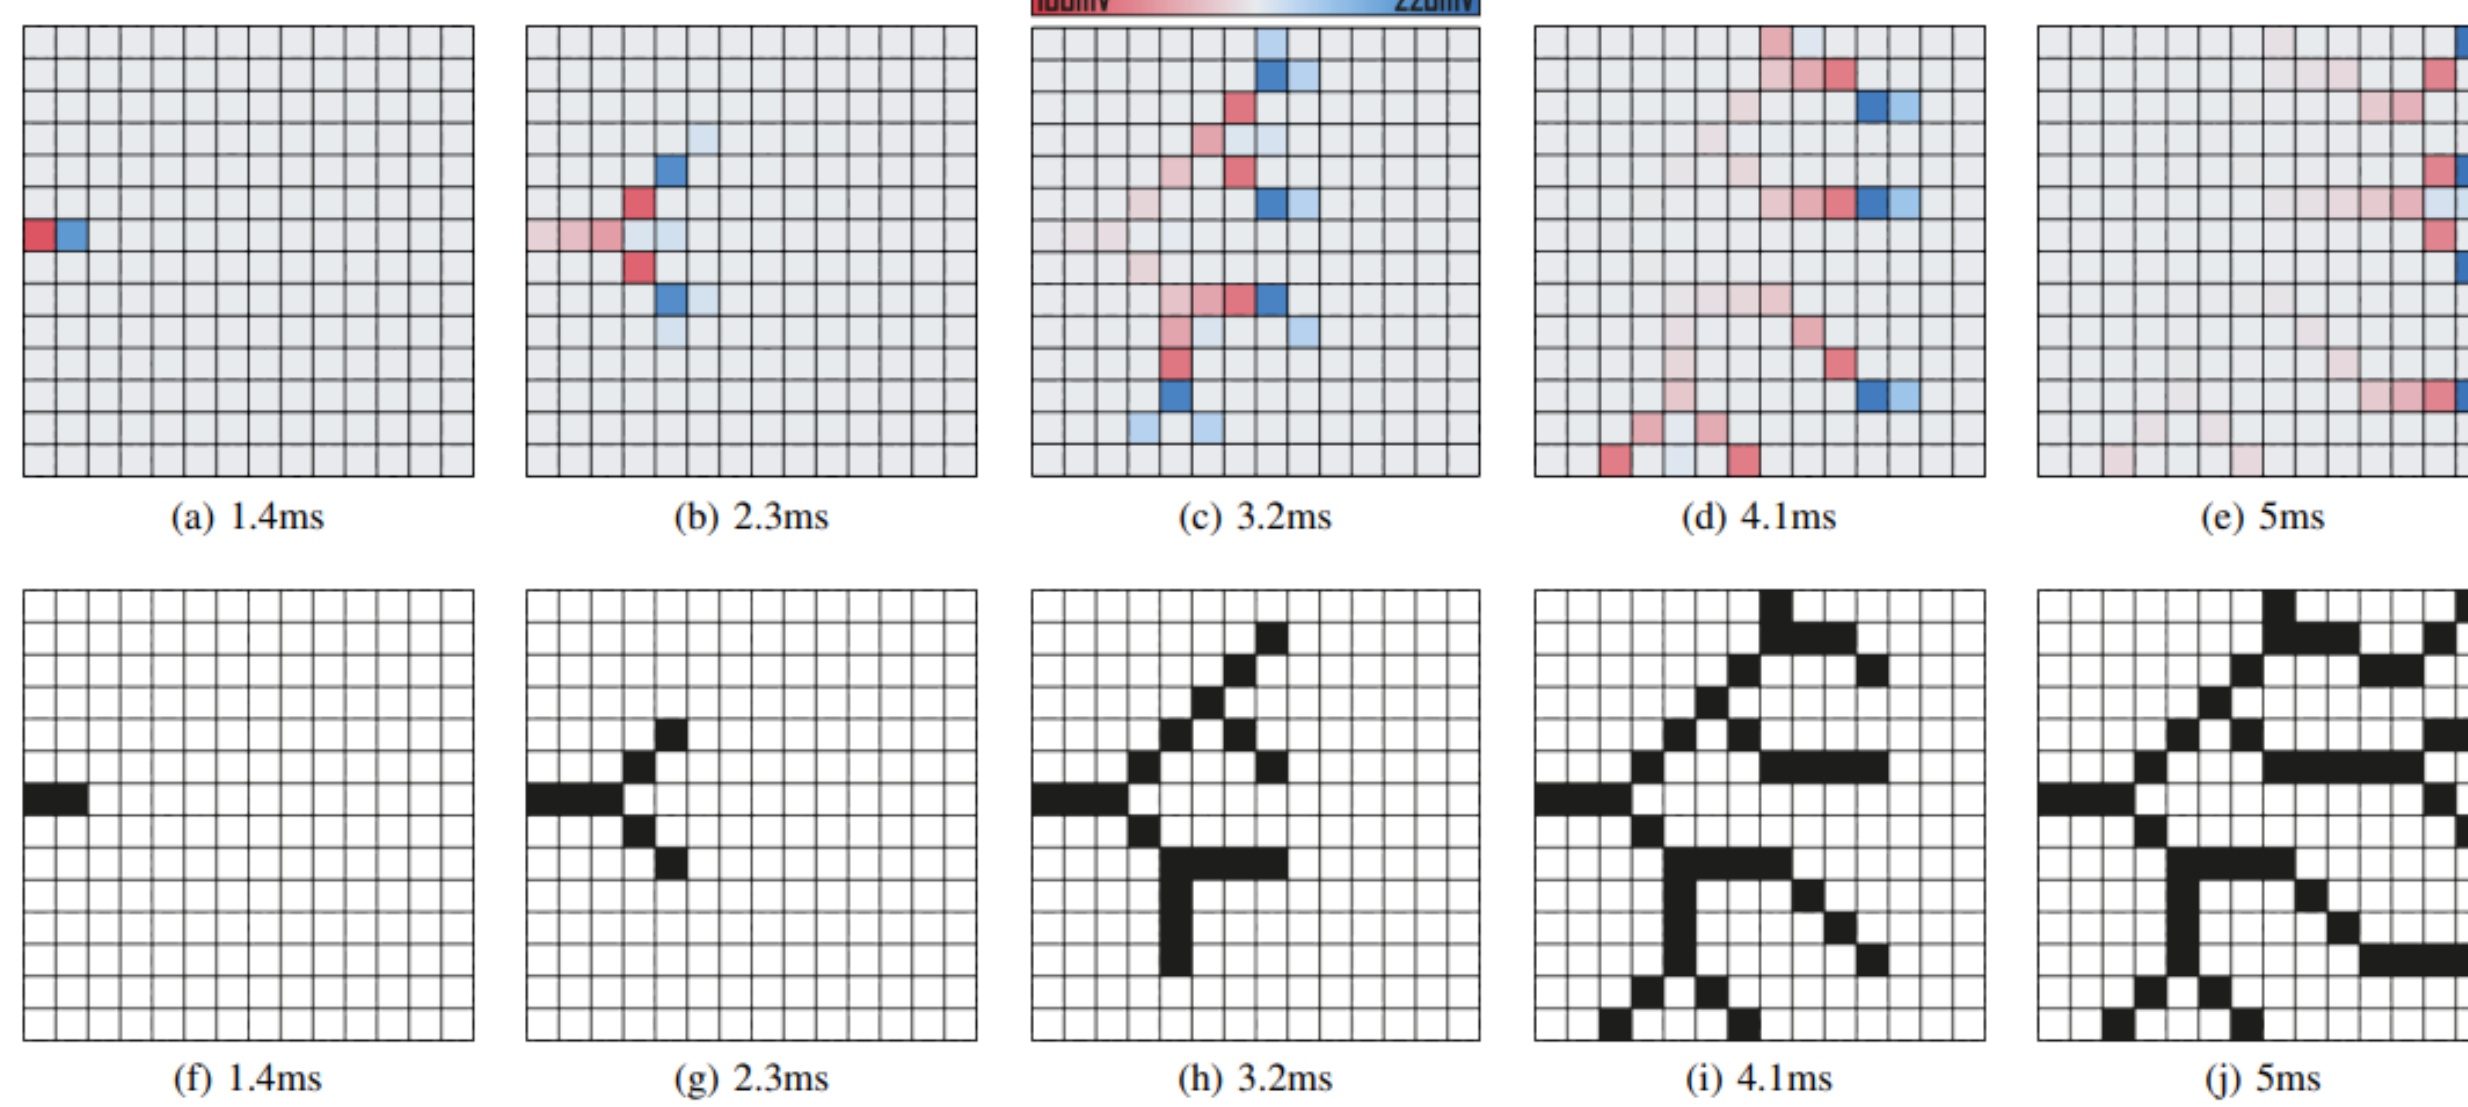 (a) 1.4ms
(b) 2.3ms
(c) 3.2ms
(d) 4.1ms
(e) 5ms
(f) 1.4ms
(g) 2.3ms
(h) 3.2ms
(i) 4.1ms
(j) 5ms